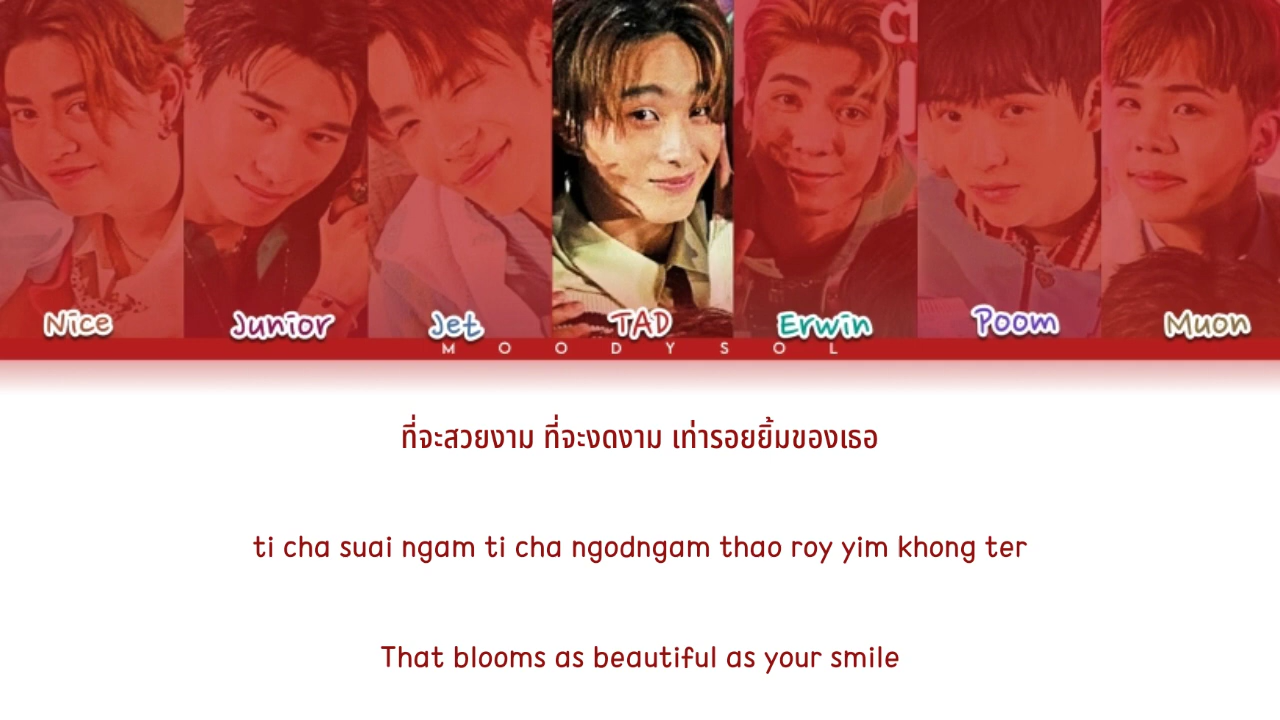 Nice Junior Jet TAD Erwin Poom Muon
MOODYSOL
ที่จะสวยงาม ที่จะงดงาม เท่ารอยยิ้มของเธอ
ti cha suai ngam ti cha ngodngam thao roy yim khong ter
That blooms as beautiful as your smile